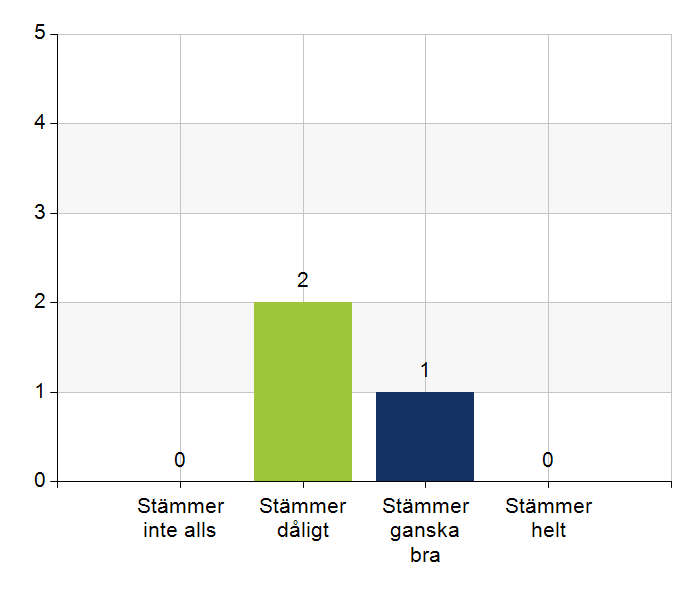 5
4
3
2
1
0
0
2
1
0
Stämmer
inte alls
Stämmer
dåligt
Stämmer
ganska
bra
Stämmer
helt